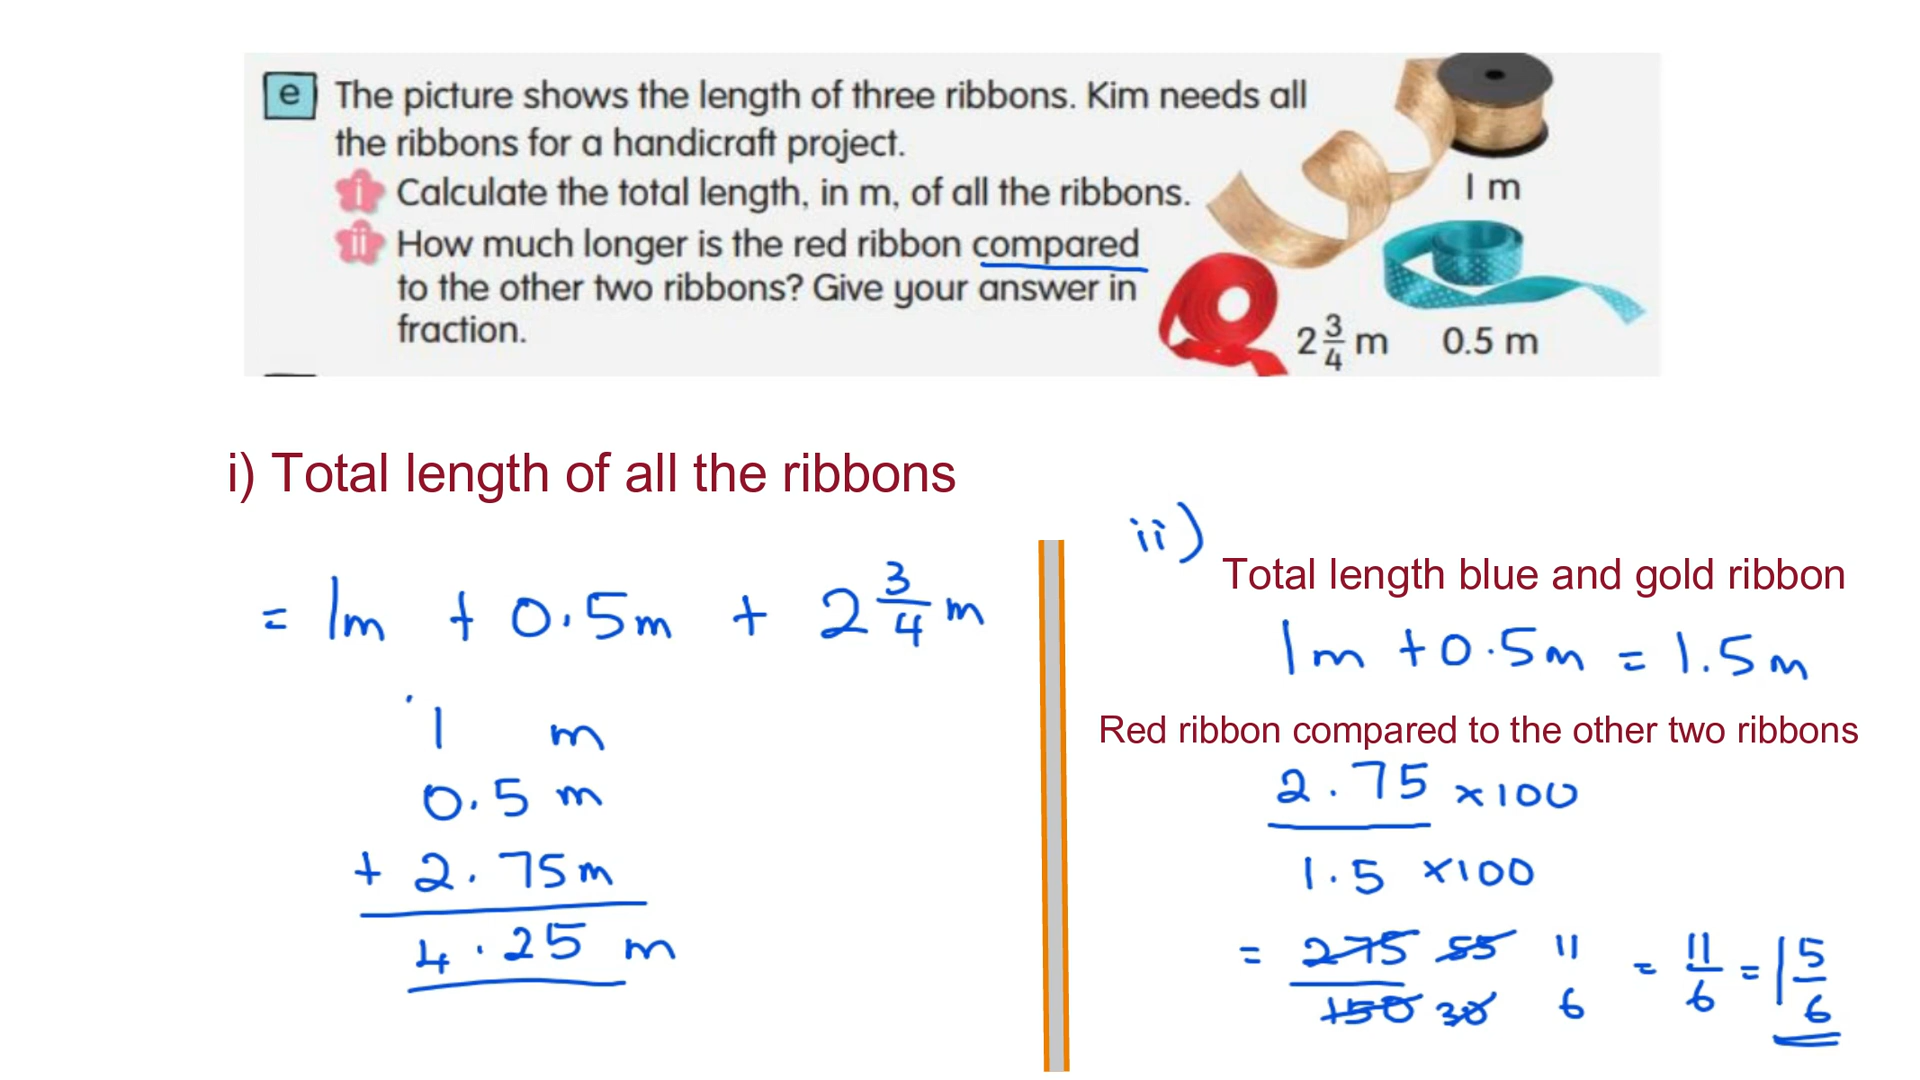 e The picture shows the length of three ribbons. Kim needs all
the ribbons for a handicraft project.
i Calculate the total length, in m, of all the ribbons.
ii How much longer is the red ribbon compared
to the other two ribbons? Give your answer in
fraction.
1 m
2 3/4 m
0.5 m
i) Total length of all the ribbons
= 1m + 0.5m + 2 3/4 m
1 m
0.5 m
+ 2.75m
4.25 m
ii)
Total length blue and gold ribbon
1m + 0.5m = 1.5m
Red ribbon compared to the other two ribbons
2.75 ×100
1.5 ×100
= 275 55 11
150 30 6
= 11/6 = 1 5/6